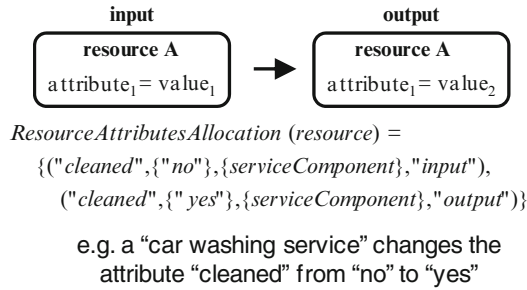 input output
resource A resource A
attribute₁= value₁ attribute₁= value₂
ResourceAttributesAllocation (resource) =
{("cleaned",{"no"},{serviceComponent},"input"),
("cleaned",{"yes"},{serviceComponent},"output")}
e.g. a “car washing service” changes the
attribute “cleaned” from “no” to “yes”